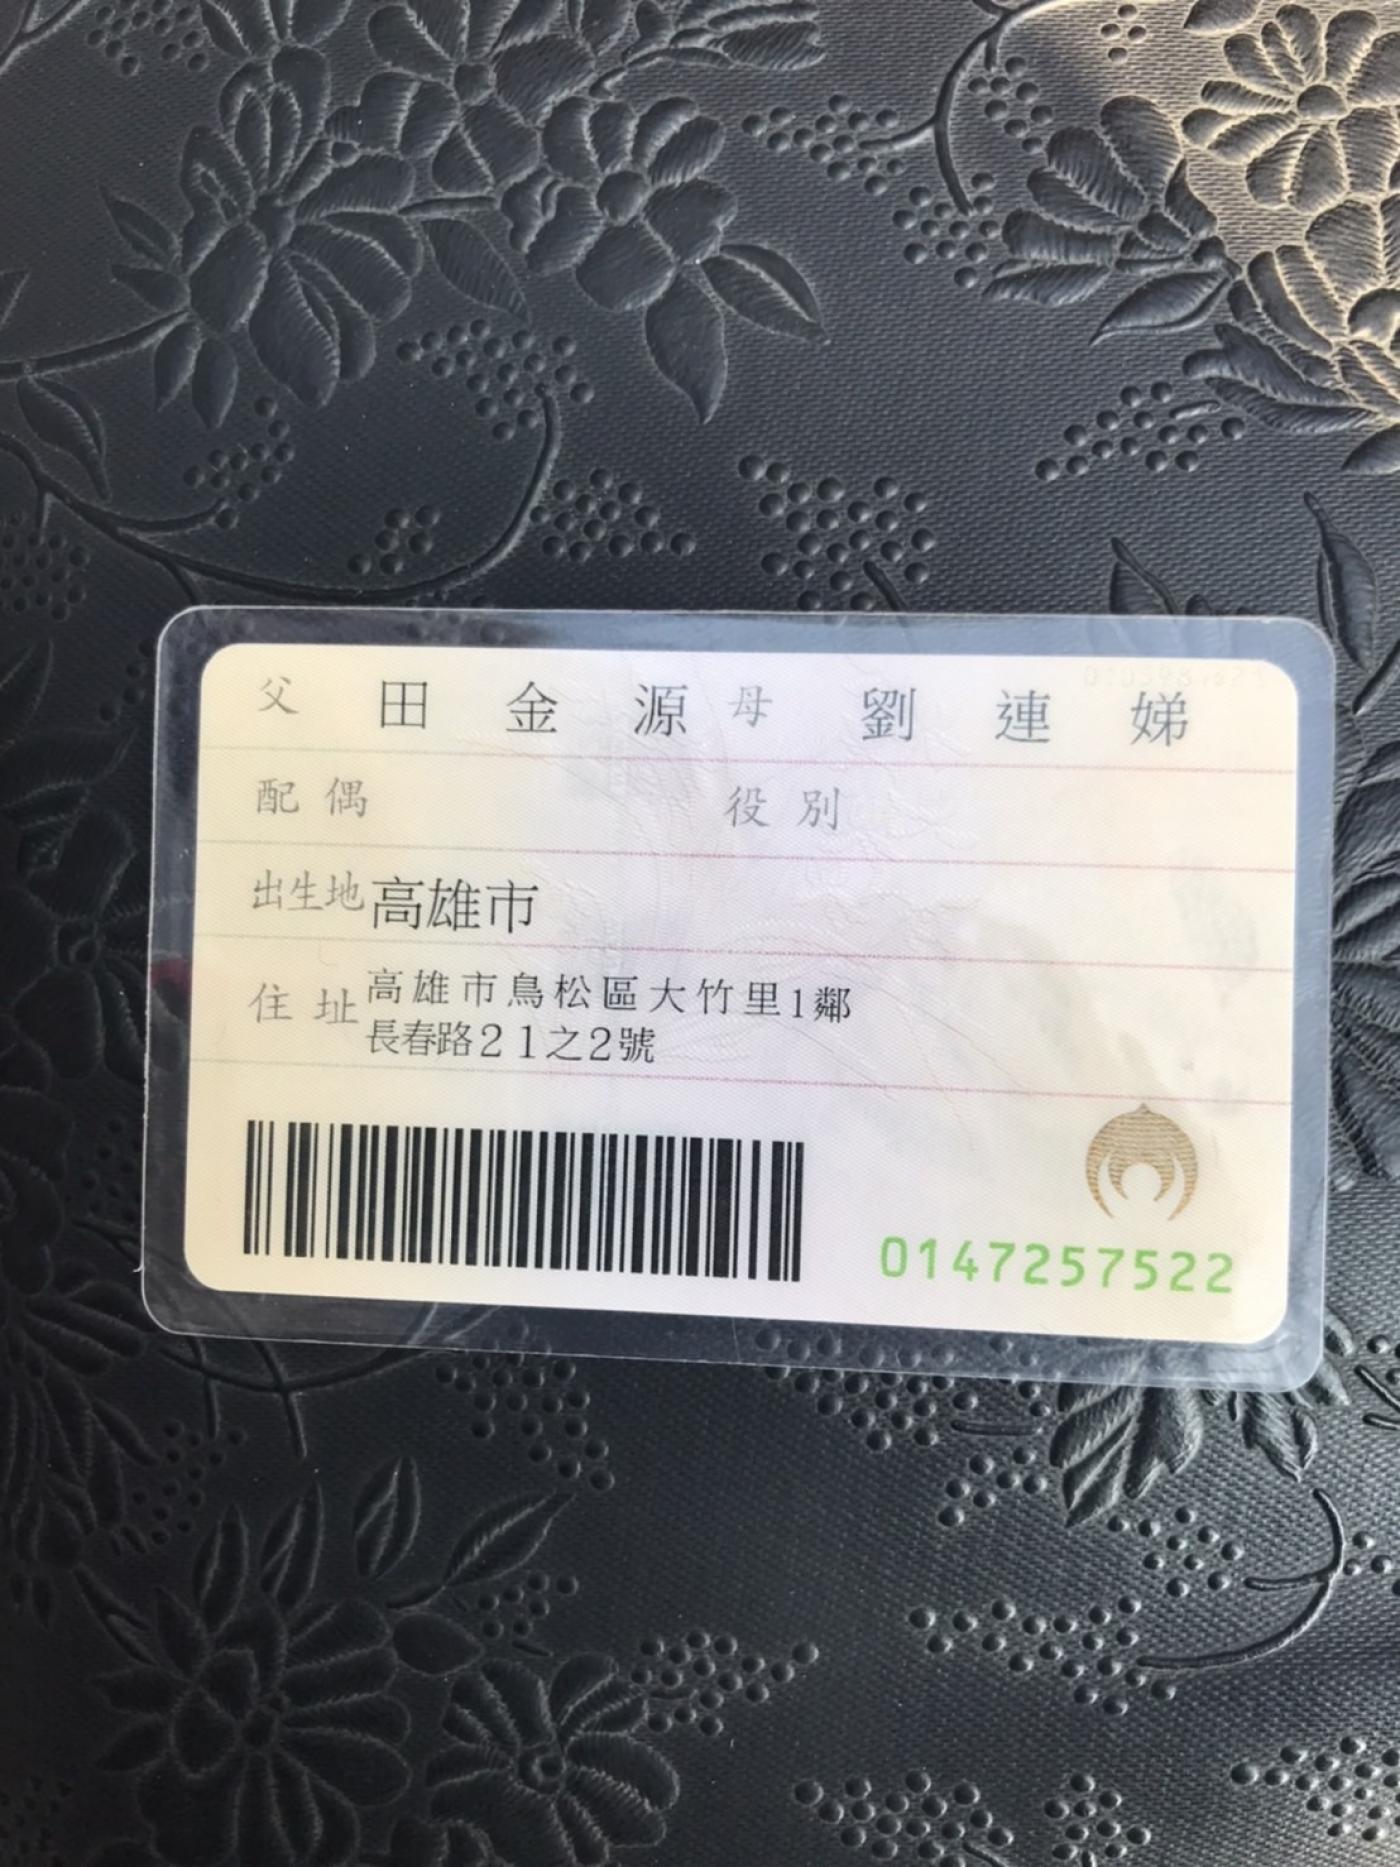 父 田金源 母 劉連娣
配偶 役別
出生地 高雄市
住址 高雄市鳥松區大竹里1鄰
長春路21之2號
0147257522